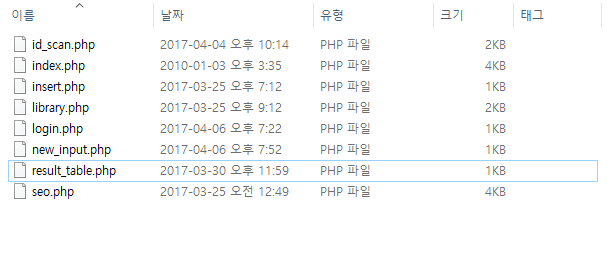 이름 날짜 유형 크기 태그
id_scan.php 2017-04-04 오후 10:14 PHP 파일 2KB
index.php 2010-01-03 오후 3:35 PHP 파일 4KB
insert.php 2017-03-25 오후 7:12 PHP 파일 1KB
library.php 2017-03-25 오후 9:12 PHP 파일 2KB
login.php 2017-04-06 오후 7:22 PHP 파일 1KB
new_input.php 2017-04-06 오후 7:52 PHP 파일 1KB
result_table.php 2017-03-30 오후 11:59 PHP 파일 1KB
seo.php 2017-03-25 오전 12:49 PHP 파일 4KB